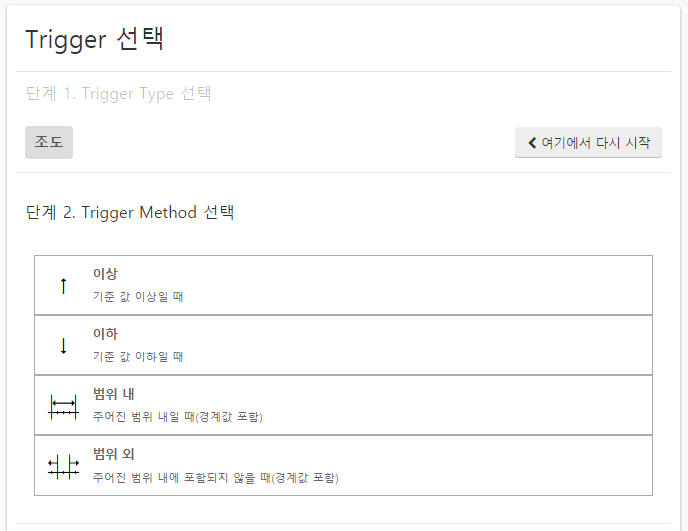 Trigger 선택
단계 1. Trigger Type 선택
조도
여기에서 다시 시작
단계 2. Trigger Method 선택
이상
기준 값 이상일 때
이하
기준 값 이하일 때
범위 내
주어진 범위 내일 때(경계값 포함)
범위 외
주어진 범위 내에 포함되지 않을 때(경계값 포함)